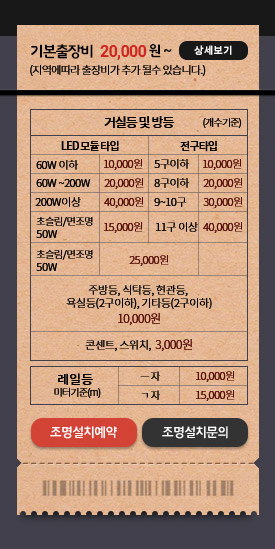 기본출장비 20,000원~ 상세보기
(지역에따라 출장비가 추가 될수 있습니다.)
거실등 및 방등 (개수기준)
LED 모듈 타입 전구타입
60W 이하 10,000원 5구이하 10,000원
60W ~200W 20,000원 8구이하 20,000원
200W이상 40,000원 9~10구 30,000원
초슬림/면조명 50W 15,000원 11구 이상 40,000원
초슬림/면조명 50W 25,000원
주방등, 식탁등, 현관등,
욕실등(2구이하), 기타등(2구이하)
10,000원
콘센트, 스위치, 3,000원
레일등 ㅡ자 10,000원
미터기준(m) ㄱ자 15,000원
조명설치예약 조명설치문의